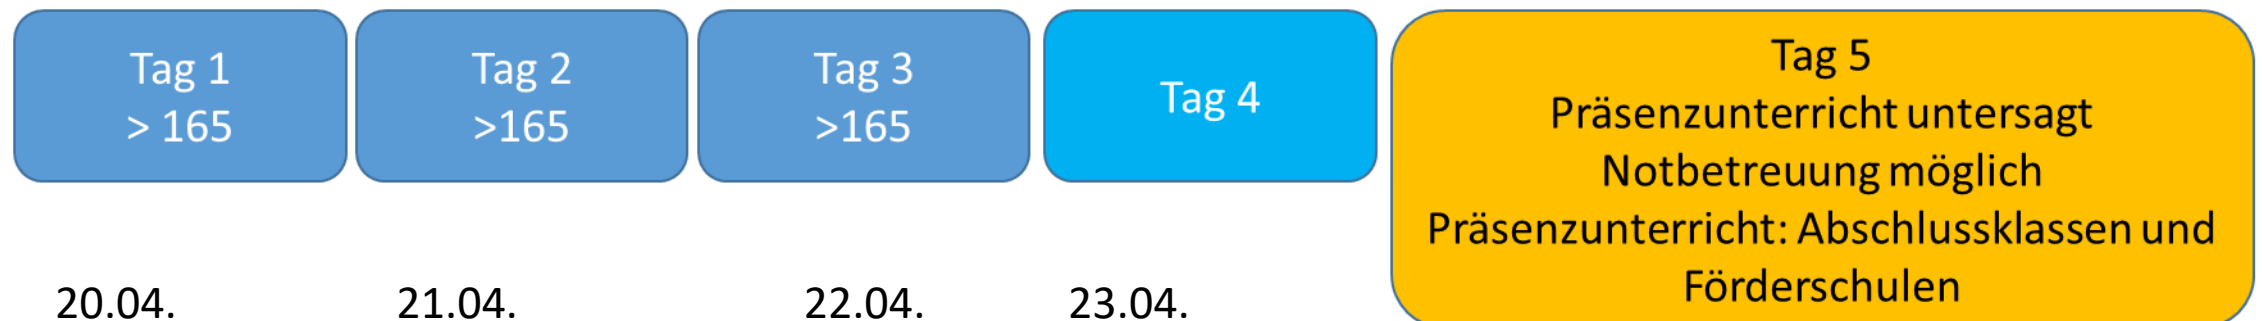 Tag 1
> 165
Tag 2
>165
Tag 3
>165
Tag 4
Tag 5
Präsenzunterricht untersagt
Notbetreuung möglich
Präsenzunterricht: Abschlussklassen und
Förderschulen
20.04.
21.04.
22.04.
23.04.